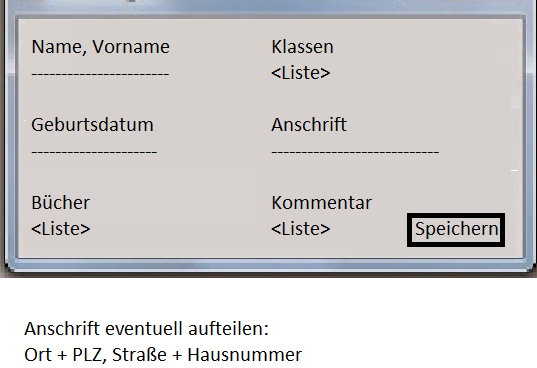 Name, Vorname
-----------------------
Klassen
<Liste>
Geburtsdatum
---------------------
Anschrift
----------------------------
Bücher
<Liste>
Kommentar
<Liste>
Speichern
Anschrift eventuell aufteilen:
Ort + PLZ, Straße + Hausnummer